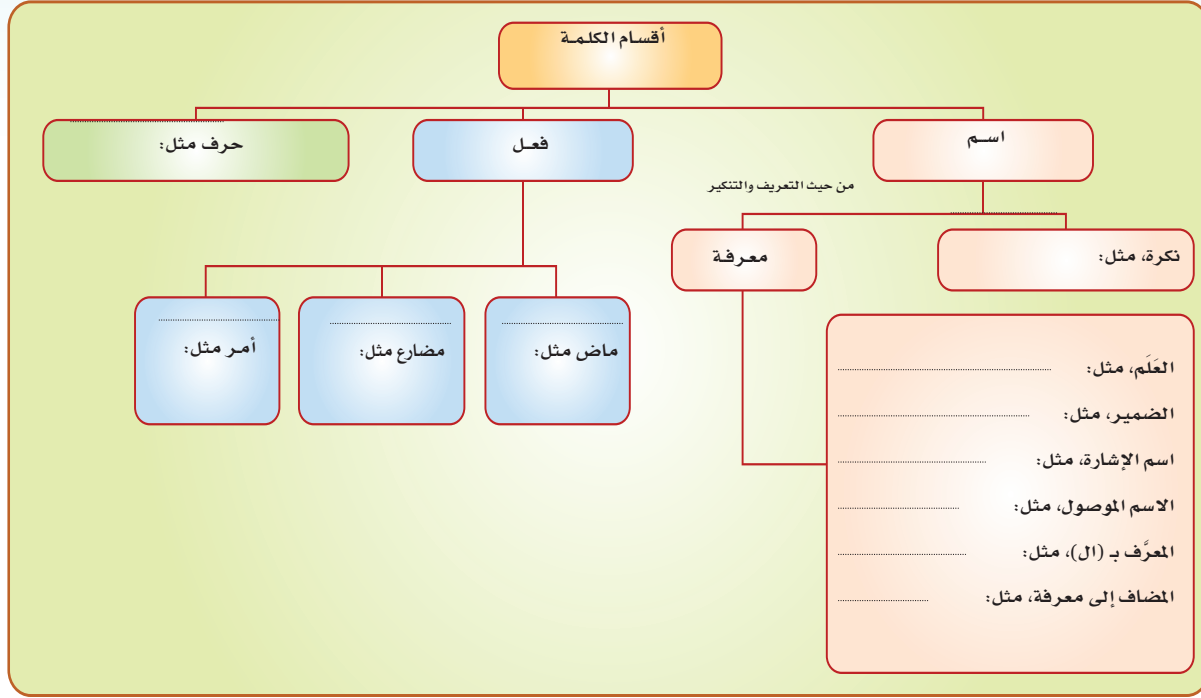 أقسام الكلمة
اسم
فعل
حرف مثل: ........................
من حيث التعريف والتنكير
نكرة، مثل: ........................
معرفة
العَلَم، مثل: ........................
الضمير، مثل: ........................
اسم الإشارة، مثل: ........................
الاسم الموصول، مثل: ........................
المعرَّف بـ (ال)، مثل: ........................
المضاف إلى معرفة، مثل: ........................
ماض مثل: ........................
مضارع مثل: ........................
أمر مثل: ........................